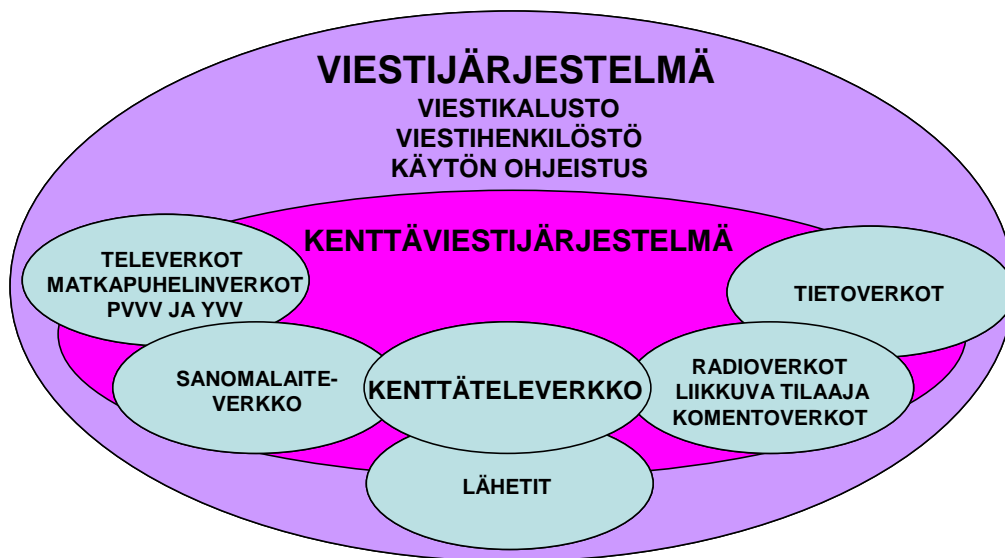 VIESTIJÄRJESTELMÄ
VIESTIKALUSTO
VIESTIHENKILÖSTÖ
KÄYTÖN OHJEISTUS
KENTTÄVIESTIJÄRJESTELMÄ
TELEVERKOT
MATKAPUHELINVERKOT
PVVV JA YVV
TIETOVERKOT
SANOMALAITE-
VERKKO
KENTTÄTELEVERKKO
RADIOVERKOT
LIIKKUVA TILAAJA
KOMENTOVERKOT
LÄHETIT